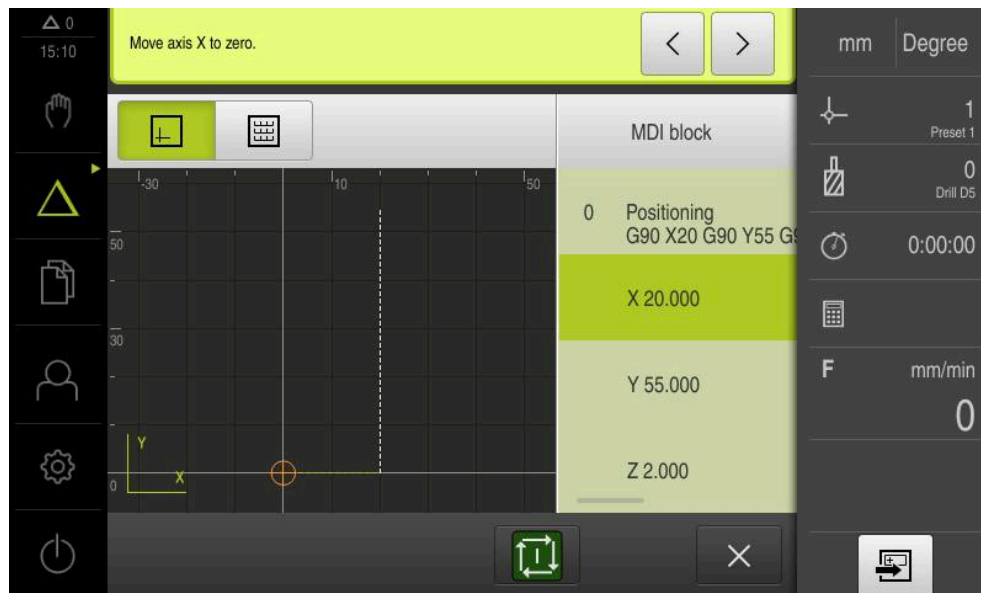 0
15:10
Move axis X to zero.
mm
Degree
1
Preset 1
0
Drill D5
0:00:00
F
mm/min
0
MDI block
0 Positioning
G90 X20 G90 Y55
X 20.000
Y 55.000
Z 2.000
-30
10
50
50
30
0
Y
X
I